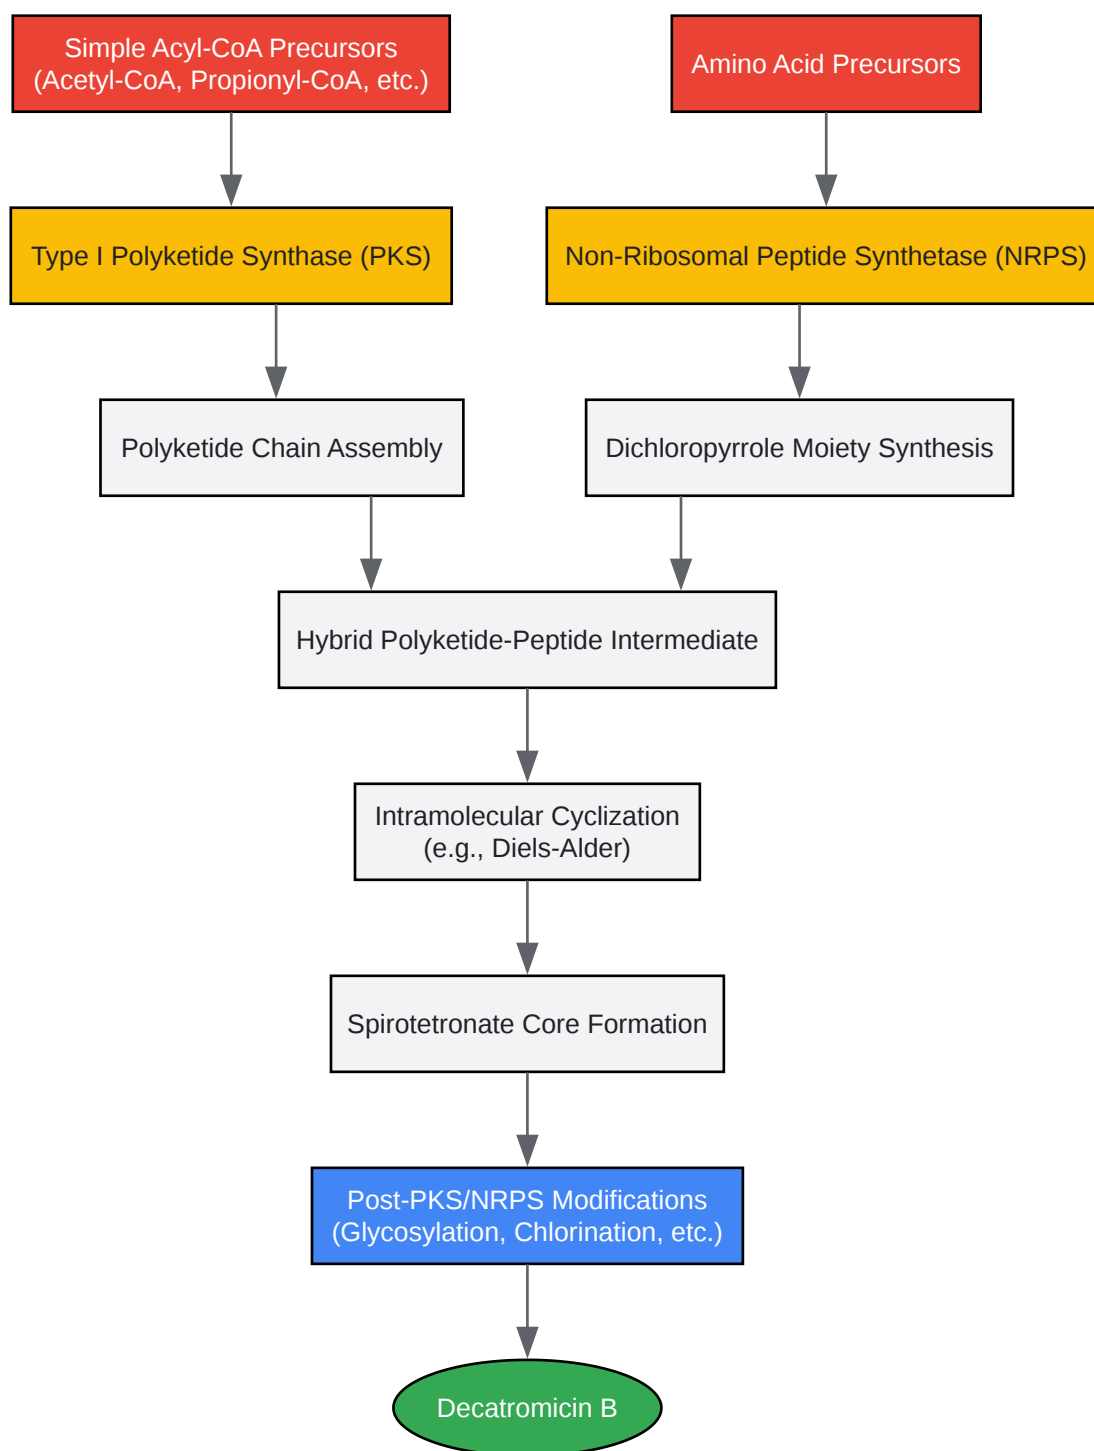 Simple Acyl-CoA Precursors
(Acetyl-CoA, Propionyl-CoA, etc.)
Amino Acid Precursors
Type I Polyketide Synthase (PKS)
Non-Ribosomal Peptide Synthetase (NRPS)
Polyketide Chain Assembly
Dichloropyrrole Moiety Synthesis
Hybrid Polyketide-Peptide Intermediate
Intramolecular Cyclization
(e.g., Diels-Alder)
Spirotetronate Core Formation
Post-PKS/NRPS Modifications
(Glycosylation, Chlorination, etc.)
Decatromicin B